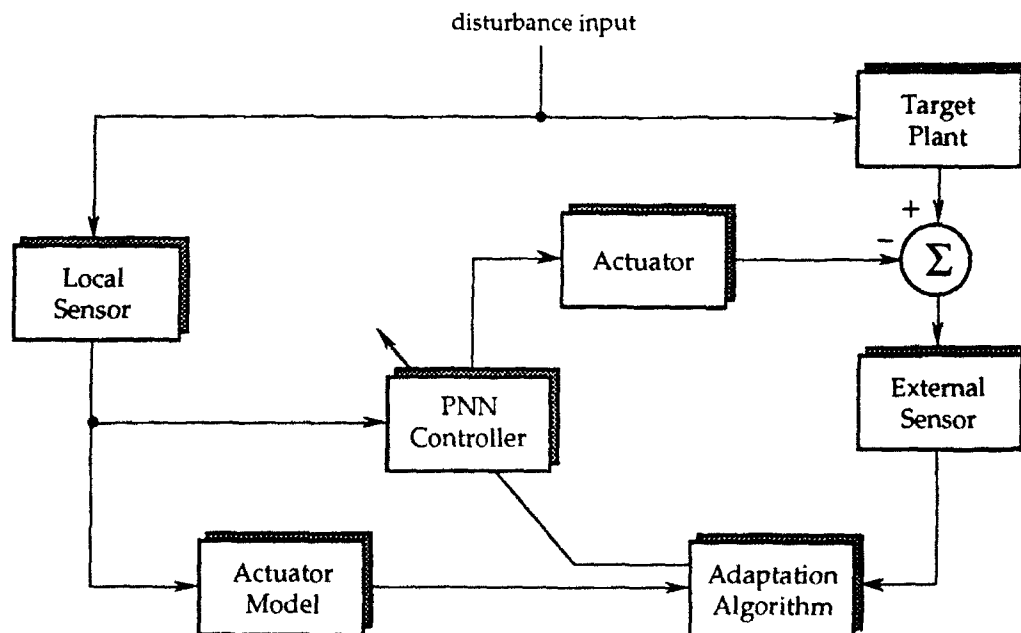 disturbance input
Target
Plant
+
−
Σ
Actuator
Local
Sensor
PNN
Controller
External
Sensor
Actuator
Model
Adaptation
Algorithm